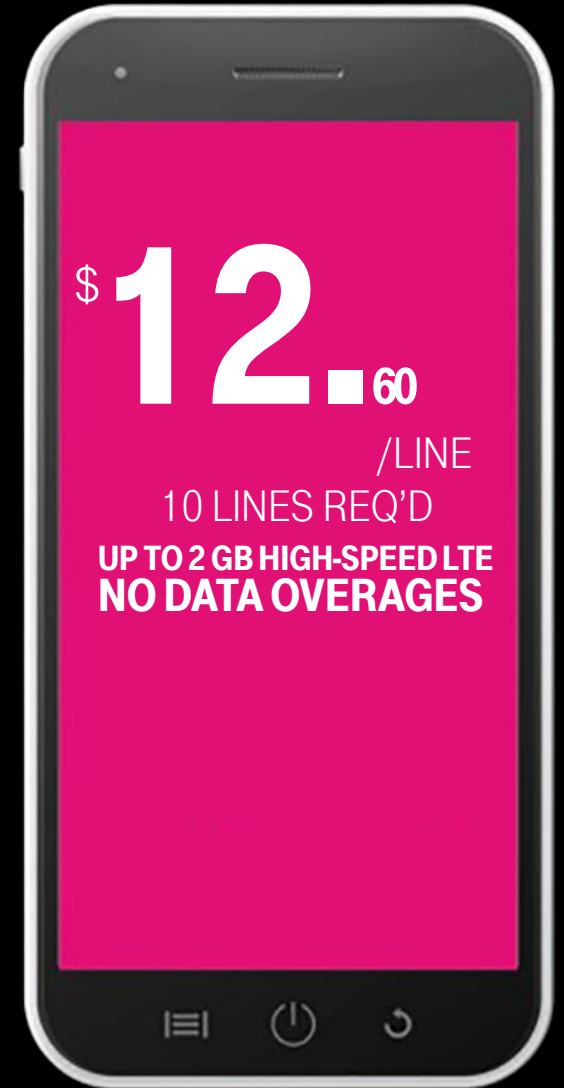 $12.60
/LINE
10 LINES REQ'D
UP TO 2 GB HIGH-SPEED LTE
NO DATA OVERAGES